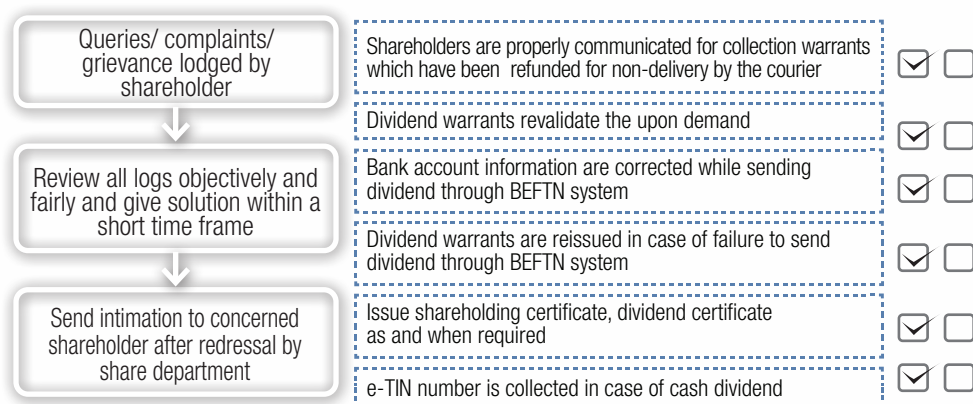 Queries/ complaints/
grievance lodged by
shareholder
Review all logs objectively and
fairly and give solution within a
short time frame
Send intimation to concerned
shareholder after redressal by
share department
Shareholders are properly communicated for collection warrants
which have been refunded for non-delivery by the courier
Dividend warrants revalidate the upon demand
Bank account information are corrected while sending
dividend through BEFTN system
Dividend warrants are reissued in case of failure to send
dividend through BEFTN system
Issue shareholding certificate, dividend certificate
as and when required
e-TIN number is collected in case of cash dividend